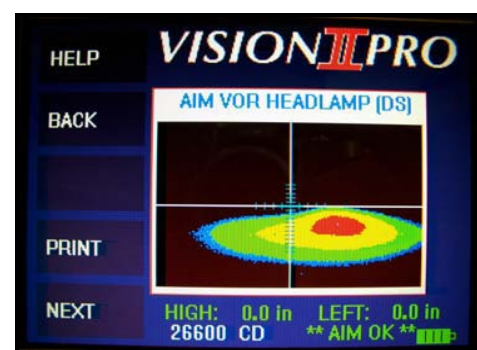 VISION II PRO
HELP
AIM VOR HEADLAMP (DS)
BACK
PRINT
NEXT
HIGH: 0.0 in LEFT: 0.0 in
26600 CD ** AIM OK **